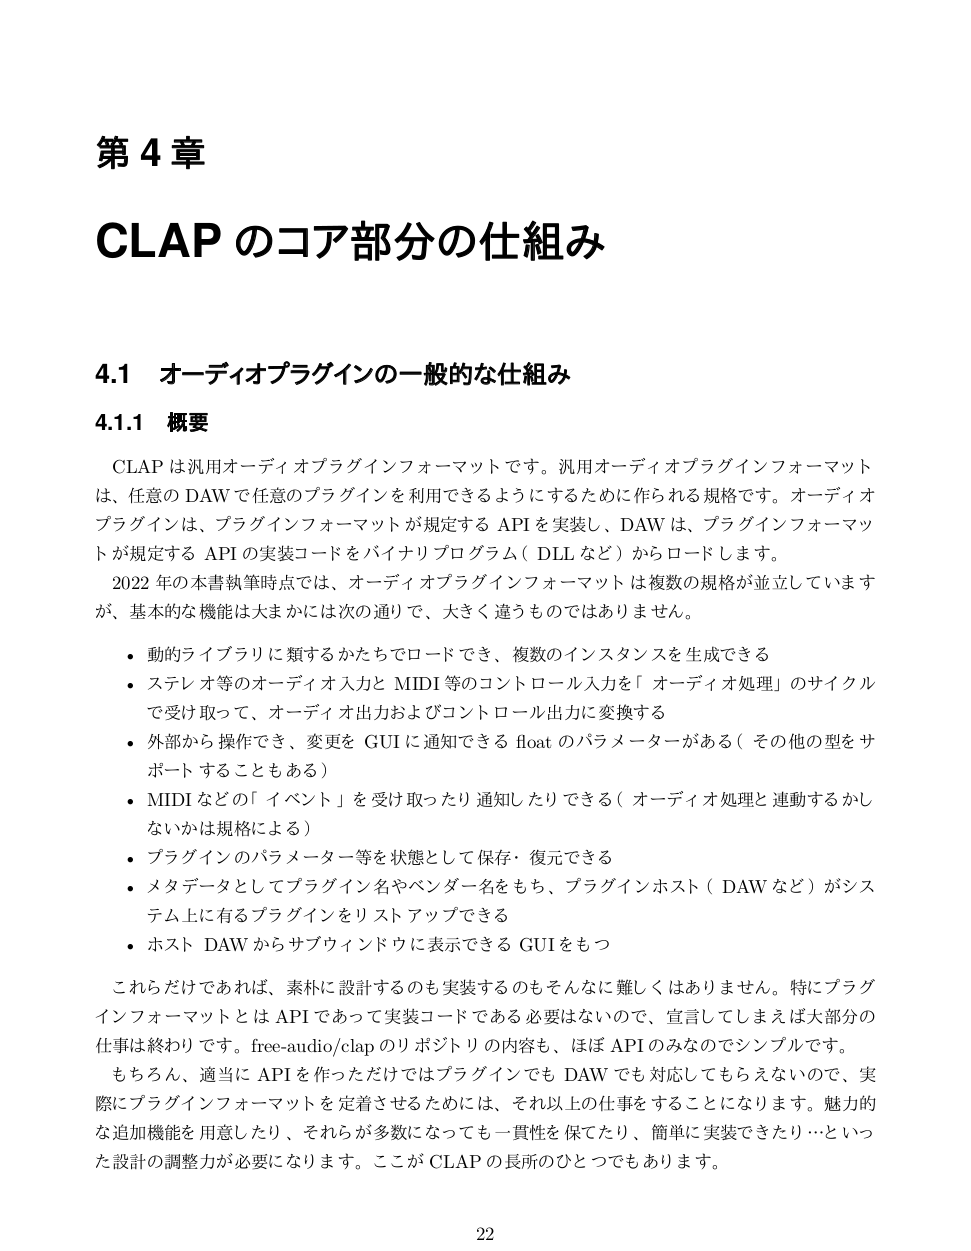 第 4 章
CLAP のコア部分の仕組み
4.1 オーディオプラグインの一般的な仕組み
4.1.1 概要
CLAP は汎用オーディオプラグインフォーマットです。汎用オーディオプラグインフォーマット
は、任意の DAW で任意のプラグインを利用できるようにするために作られる規格です。オーディオ
プラグインは、プラグインフォーマットが規定する API を実装し、DAW は、プラグインフォーマッ
トが規定する API の実装コードをバイナリプログラム（DLL など）からロードします。
2022 年の本書執筆時点では、オーディオプラグインフォーマットは複数の規格が並立しています
が、基本的な機能は大まかには次の通りで、大きく違うものではありません。
• 動的ライブラリに類するかたちでロードでき、複数のインスタンスを生成できる
• ステレオ等のオーディオ入力と MIDI 等のコントロール入力を「オーディオ処理」のサイクル
で受け取って、オーディオ出力およびコントロール出力に変換する
• 外部から操作でき、変更を GUI に通知できる float のパラメーターがある（その他の型をサ
ポートすることもある）
• MIDI などの「イベント」を受け取ったり通知したりできる（オーディオ処理と連動するかし
ないかは規格による）
• プラグインのパラメーター等を状態として保存・復元できる
• メタデータとしてプラグイン名やベンダー名をもち、プラグインホスト（DAW など）がシス
テム上に有るプラグインをリストアップできる
• ホスト DAW からサブウィンドウに表示できる GUI をもつ
これらだけであれば、素朴に設計するのも実装するのもそんなに難しくはありません。特にプラグ
インフォーマットとは API であって実装コードである必要はないので、宣言してしまえば大部分の
仕事は終わりです。free-audio/clap のリポジトリの内容も、ほぼ API のみなのでシンプルです。
もちろん、適当に API を作っただけではプラグインでも DAW でも対応してもらえないので、実
際にプラグインフォーマットを定着させるためには、それ以上の仕事をすることになります。魅力的
な追加機能を用意したり、それらが多数になっても一貫性を保てたり、簡単に実装できたり…といっ
た設計の調整力が必要になります。ここが CLAP の長所のひとつでもあります。
22